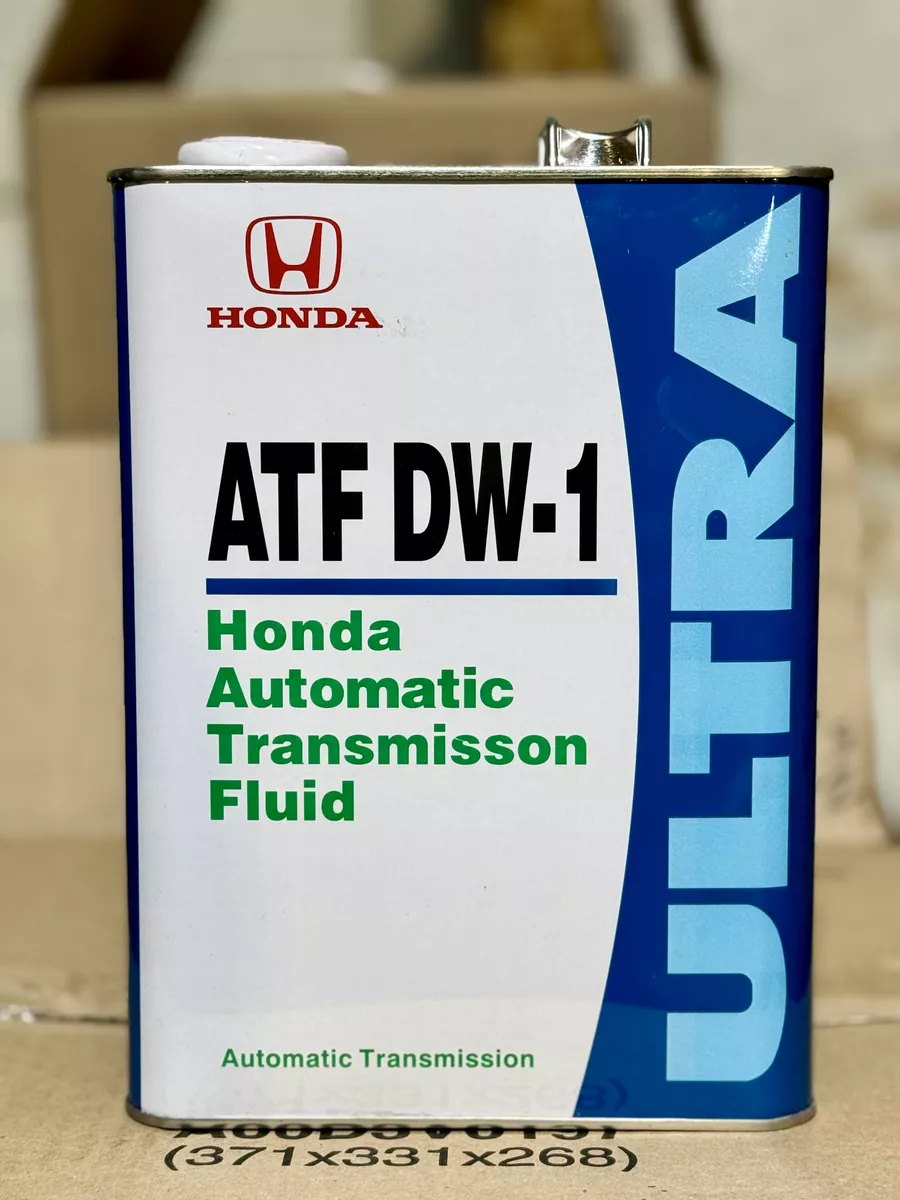 HONDA
ATF DW-1
Honda
Automatic
Transmisson
Fluid
ULTRA
Automatic Transmission
(371x331x268)